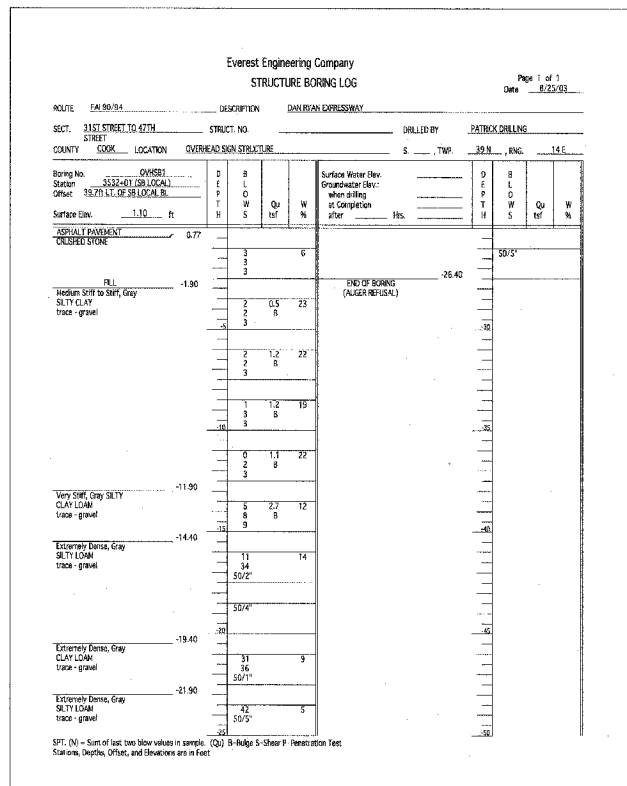 Everest Engineering Company
STRUCTURE BORING LOG
Page 1 of 1
Date 8/25/03
ROUTE FAI 90/94 DESCRIPTION DAN RYAN EXPRESSWAY
SECT. 31ST STREET TO 47TH STREET STRUCT. NO. DRILLED BY PATRICK DRILLING
COUNTY COOK LOCATION OVERHEAD SIGN STRUCTURE S. , TWP. 39 N , RNG. 14 E
Boring No. OVHSB1
Station 3532+01 (SB LOCAL)
Offset 39.7ft LT. OF SB LOCAL BL
Surface Elev. 1.10 ft
DEPTH BLOWS Qu tsf W %
Surface Water Elev.
Groundwater Elev.:
when drilling
at Completion
after Hrs.
DEPTH BLOWS Qu tsf W %
ASPHALT PAVEMENT 0.77
CRUSHED STONE
3 6
3
3
FILL -1.90
Medium Stiff to Stiff, Gray
SILTY CLAY
trace - gravel
2 0.5 23
2 B
-5 3
2 1.2 22
2 B
3
1 1.2 19
3 B
-10 3
0 1.1 22
2 B
3
-11.90
Very Stiff, Gray SILTY
CLAY LOAM
trace - gravel
5 2.7 12
8 B
-15 9
-14.40
Extremely Dense, Gray
SILTY LOAM
trace - gravel
11 14
34
50/2"
50/4"
-20
-19.40
Extremely Dense, Gray
CLAY LOAM
trace - gravel
31 9
36
50/1"
-21.90
Extremely Dense, Gray
SILTY LOAM
trace - gravel
42 5
50/5"
-25
50/5"
-26.40
END OF BORING
(AUGER REFUSAL)
-30
-35
-40
-45
-50
SPT. (N) = Sum of last two blow values in sample. (Qu) B-Bulge S-Shear P-Penetration Test
Stations, Depths, Offset, and Elevations are in Feet